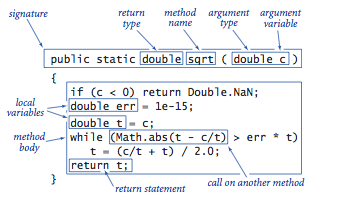 signature
return type
method name
argument type
argument variable
public static double sqrt ( double c )
{
if (c < 0) return Double.NaN;
double err = 1e-15;
double t = c;
while (Math.abs(t - c/t) > err * t)
t = (c/t + t) / 2.0;
return t;
}
local variables
method body
return statement
call on another method